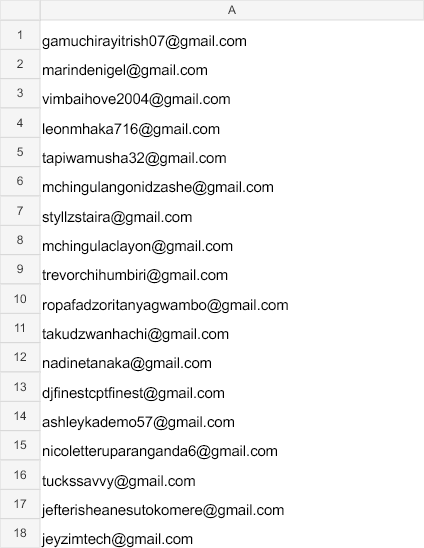 A
1 gamuchirayitrish07@gmail.com
2 marindenigel@gmail.com
3 vimbaihove2004@gmail.com
4 leonmhaka716@gmail.com
5 tapiwamusha32@gmail.com
6 mchingulangonidzashe@gmail.com
7 styllzstaira@gmail.com
8 mchingulaclayon@gmail.com
9 trevorchihumbiri@gmail.com
10 ropafadzoritanyagwambo@gmail.com
11 takudzwanhachi@gmail.com
12 nadinetanaka@gmail.com
13 djfinestcptfinest@gmail.com
14 ashleykademo57@gmail.com
15 nicoletteruparanganda6@gmail.com
16 tuckssavvy@gmail.com
17 jefterisheanesutokomere@gmail.com
18 jeyzimtech@gmail.com